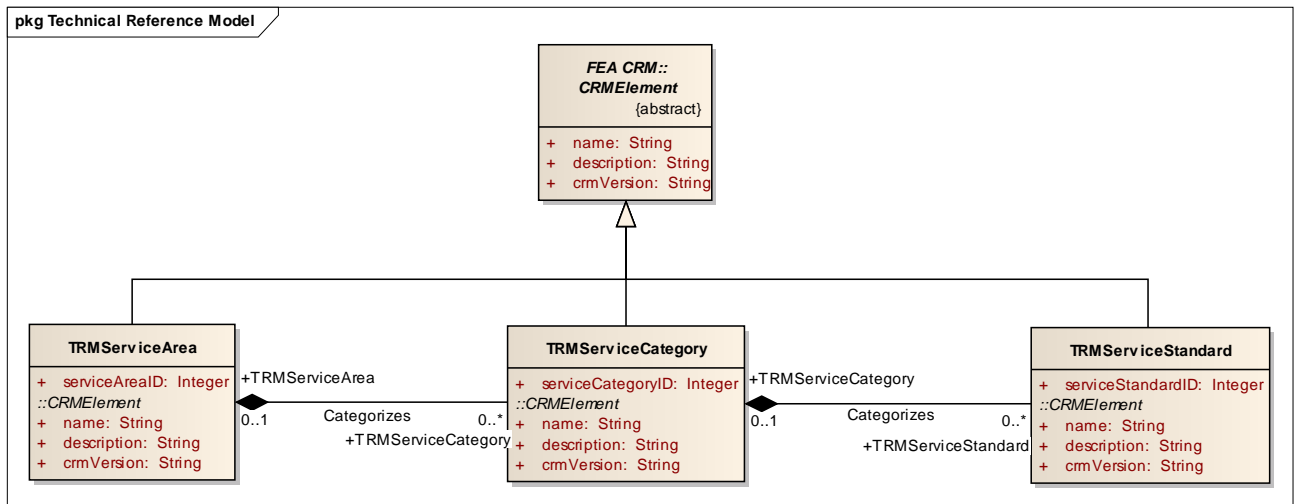 pkg Technical Reference Model
FEA CRM::
CRMElement
{abstract}
+ name: String
+ description: String
+ crmVersion: String
TRMServiceArea
+ serviceAreaID: Integer
::CRMElement
+ name: String
+ description: String
+ crmVersion: String
+TRMServiceArea
0..1
Categorizes
0..*
+TRMServiceCategory
TRMServiceCategory
+ serviceCategoryID: Integer
::CRMElement
+ name: String
+ description: String
+ crmVersion: String
+TRMServiceCategory
0..1
Categorizes
0..*
+TRMServiceStandard
TRMServiceStandard
+ serviceStandardID: Integer
::CRMElement
+ name: String
+ description: String
+ crmVersion: String